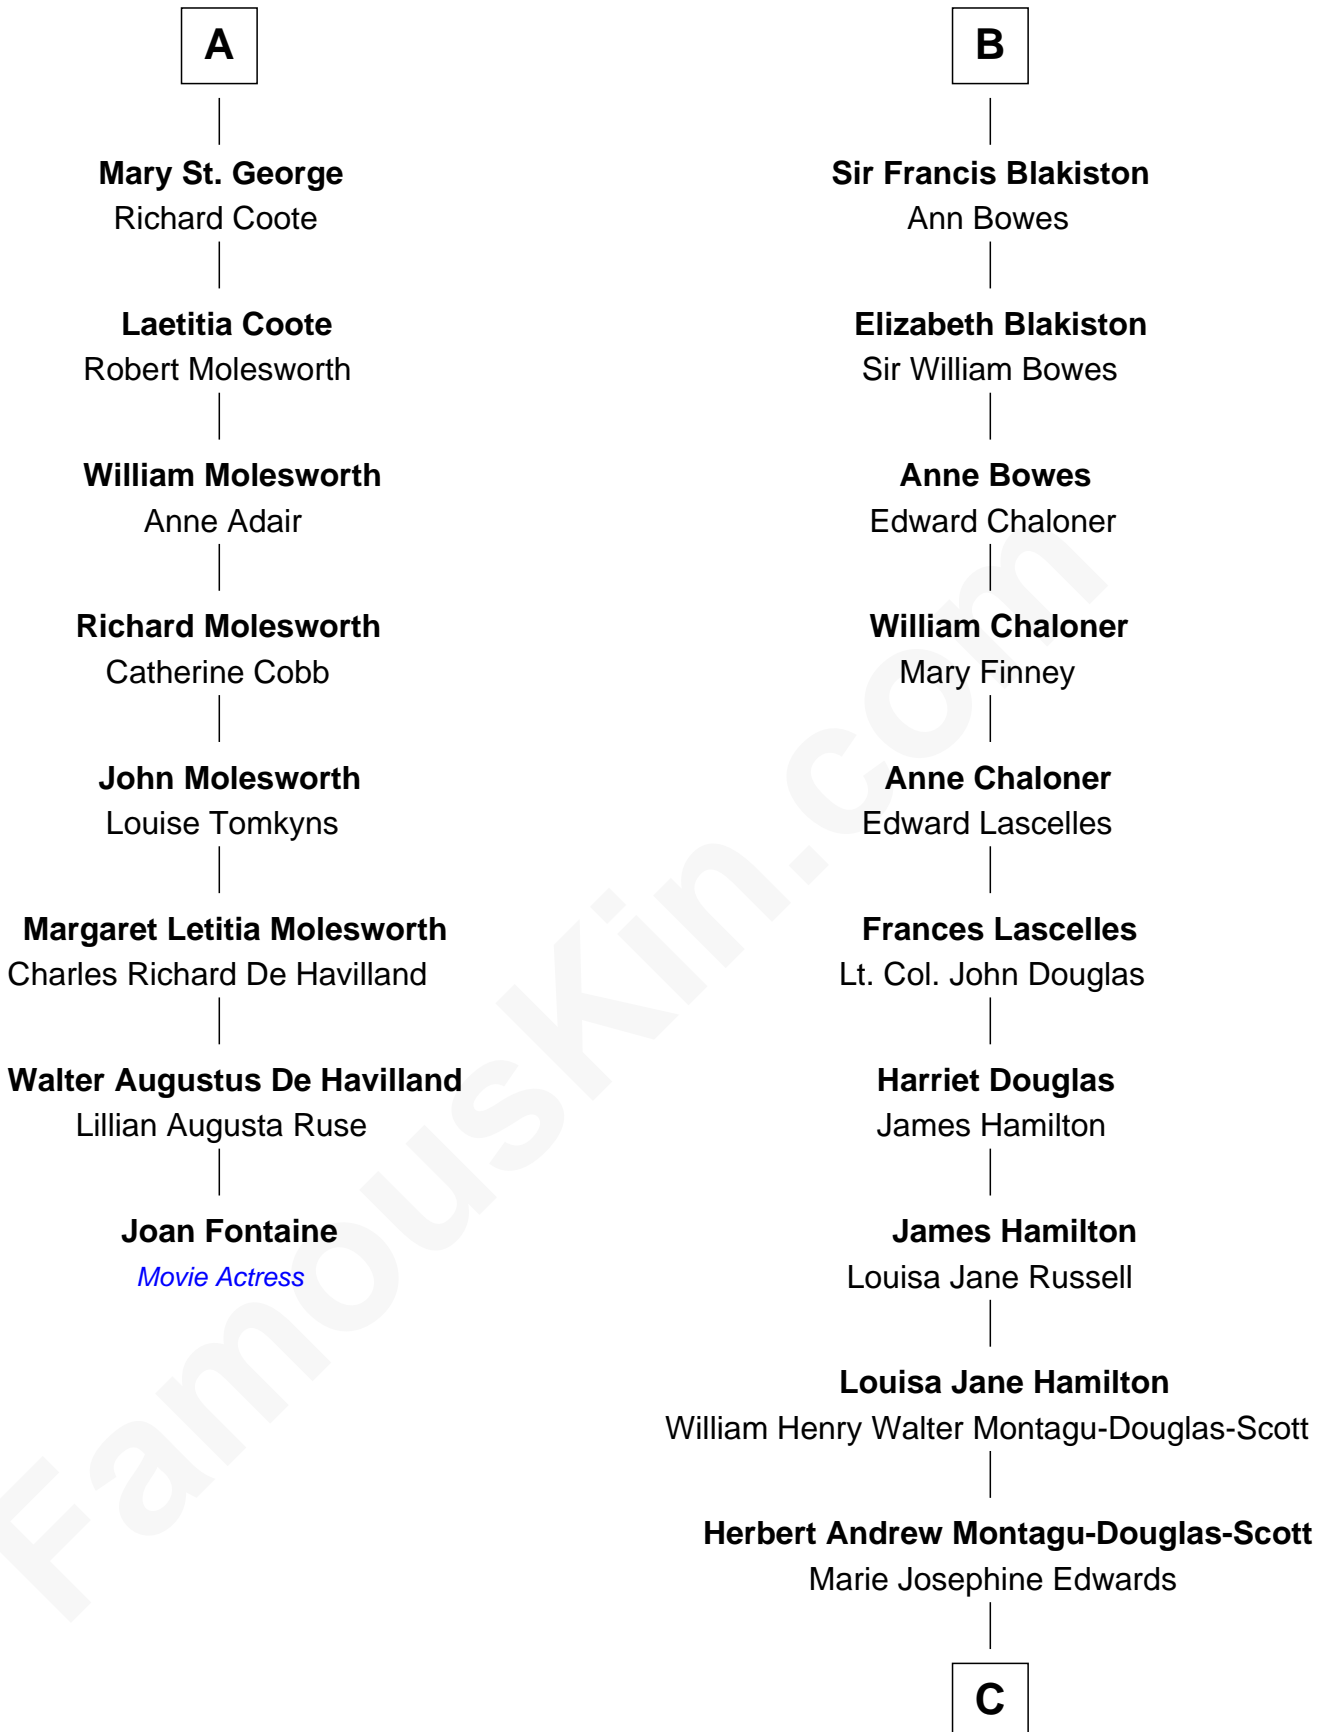 A
Mary St. George
Richard Coote
Laetitia Coote
Robert Molesworth
William Molesworth
Anne Adair
Richard Molesworth
Catherine Cobb
John Molesworth
Louise Tomkyns
Margaret Letitia Molesworth
Charles Richard De Havilland
Walter Augustus De Havilland
Lillian Augusta Ruse
Joan Fontaine
Movie Actress
B
Sir Francis Blakiston
Ann Bowes
Elizabeth Blakiston
Sir William Bowes
Anne Bowes
Edward Chaloner
William Chaloner
Mary Finney
Anne Chaloner
Edward Lascelles
Frances Lascelles
Lt. Col. John Douglas
Harriet Douglas
James Hamilton
James Hamilton
Louisa Jane Russell
Louisa Jane Hamilton
William Henry Walter Montagu-Douglas-Scott
Herbert Andrew Montagu-Douglas-Scott
Marie Josephine Edwards
C
FamousKin.com